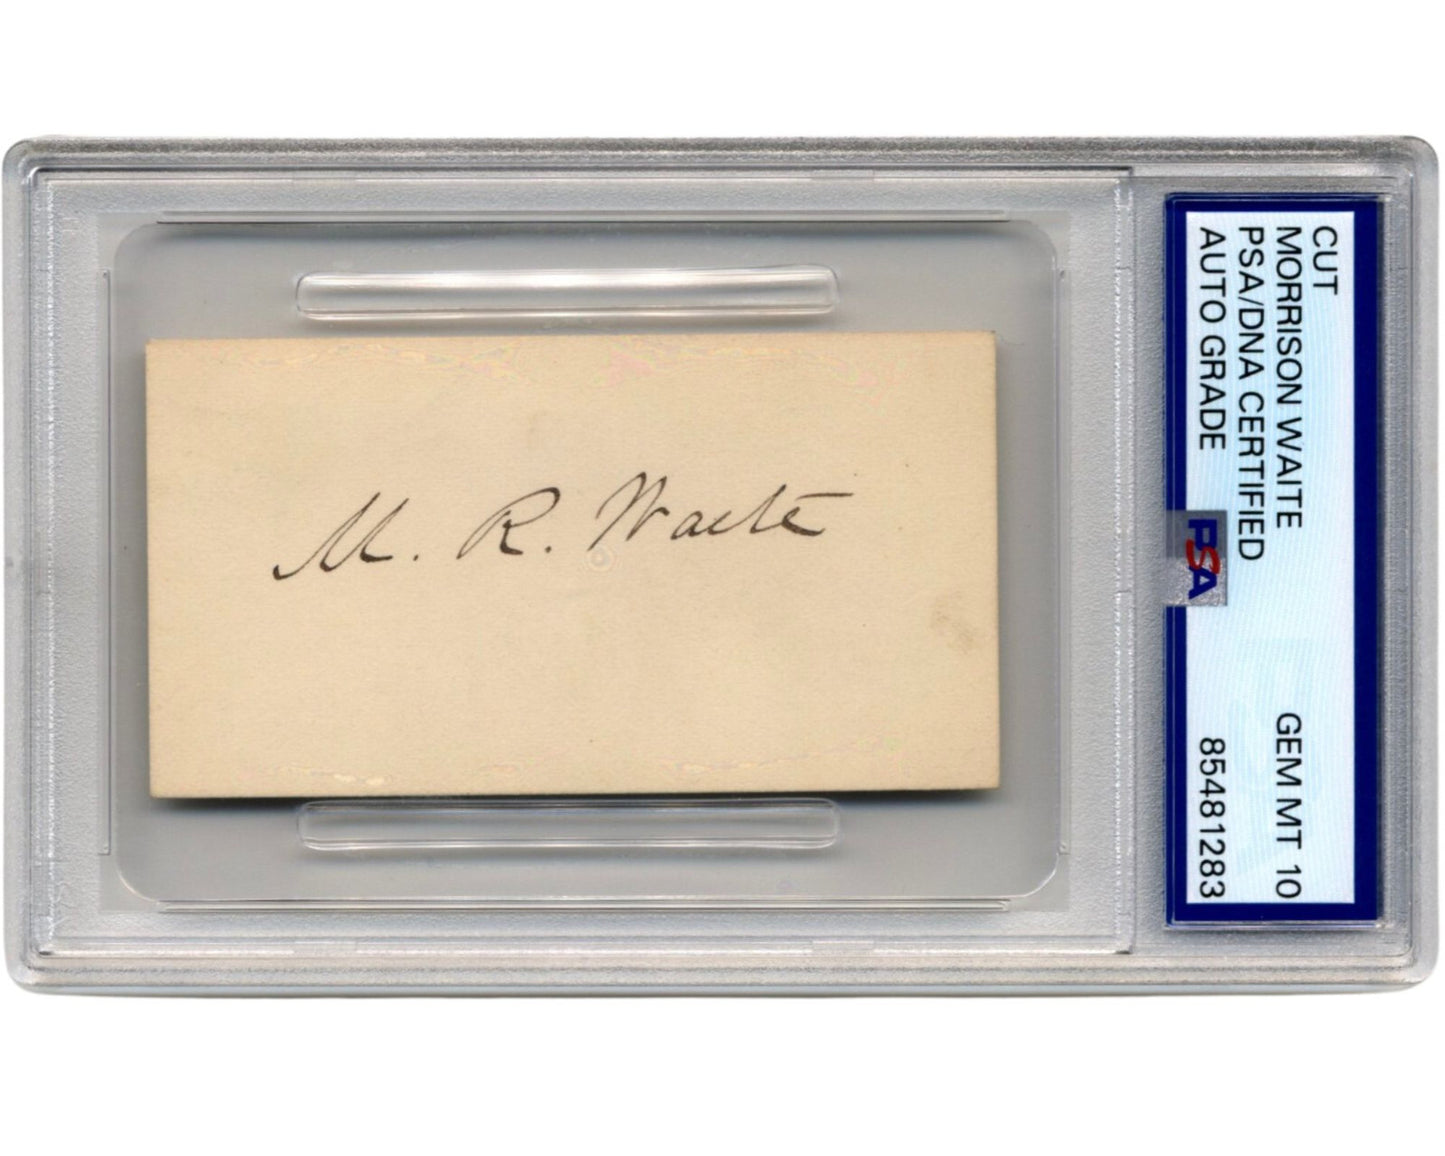 M. R. Waite
CUT
MORRISON WAITE
PSA/DNA CERTIFIED
AUTO GRADE
GEM MT 10
85481283
PSA